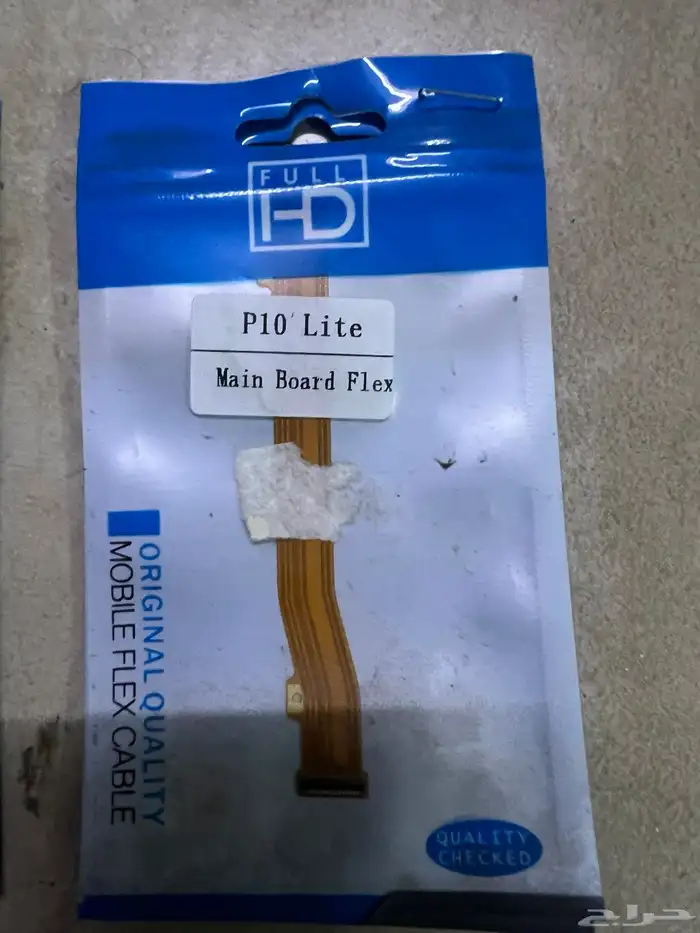 FULL
HD
P10 Lite
Main Board Flex
ORIGINAL QUALITY
MOBILE FLEX CABLE
QUALITY
CHECKED
حراج